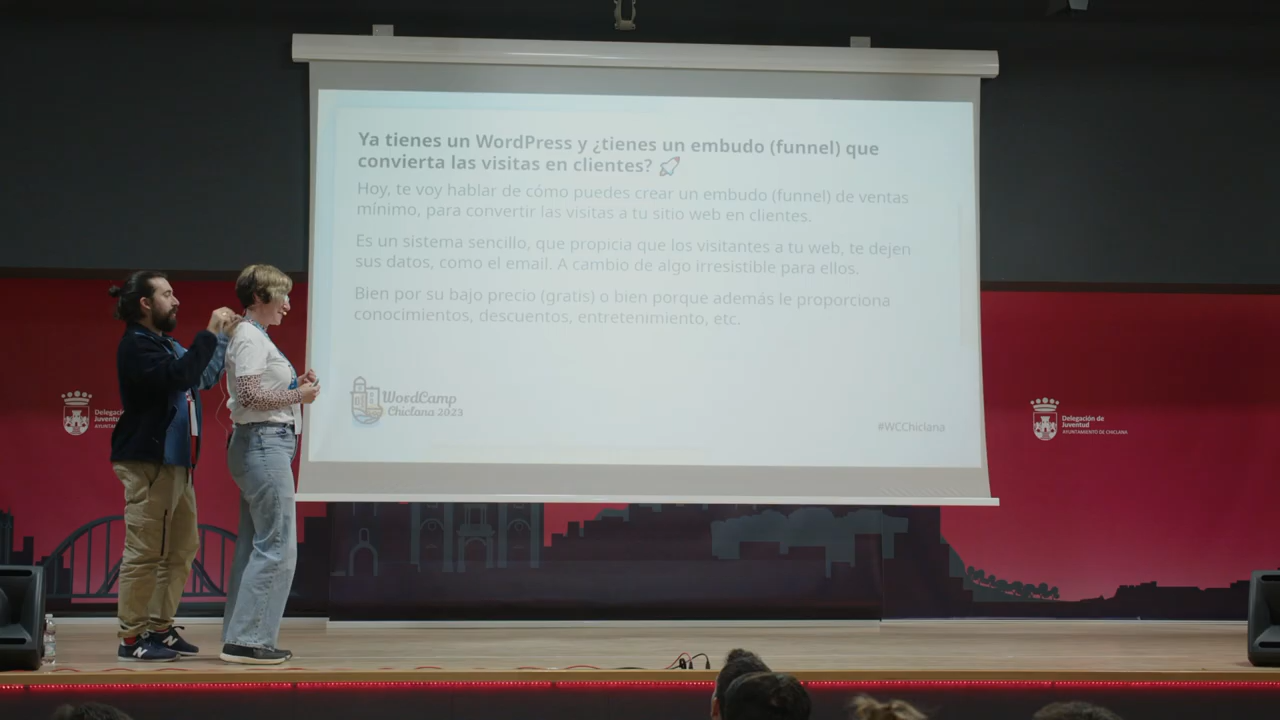 Ya tienes un WordPress y ¿tienes un embudo (funnel) que
convierta las visitas en clientes?
Hoy, te voy hablar de cómo puedes crear un embudo (funnel) de ventas
mínimo, para convertir las visitas a tu sitio web en clientes.
Es un sistema sencillo, que propicia que los visitantes a tu web, te dejen
sus datos, como el email. A cambio de algo irresistible para ellos.
Bien por su bajo precio (gratis) o bien porque además le proporciona
conocimientos, descuentos, entretenimiento, etc.
WordCamp
Chiclana 2023
#WCChiclana
Delegación de
Juventud
AYUNTAMIENTO DE CHICLANA